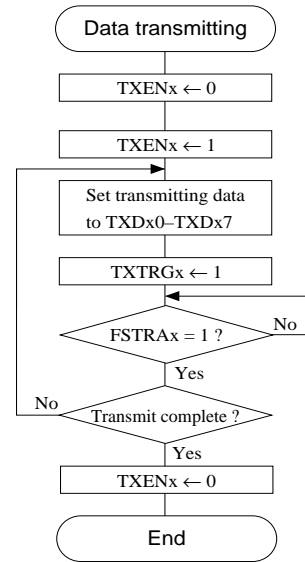 Data transmitting
TXENx ← 0
TXENx ← 1
Set transmitting data
to TXDx0–TXDx7
TXTRGx ← 1
FSTRAx = 1 ?
No
Yes
No
Transmit complete ?
Yes
TXENx ← 0
End